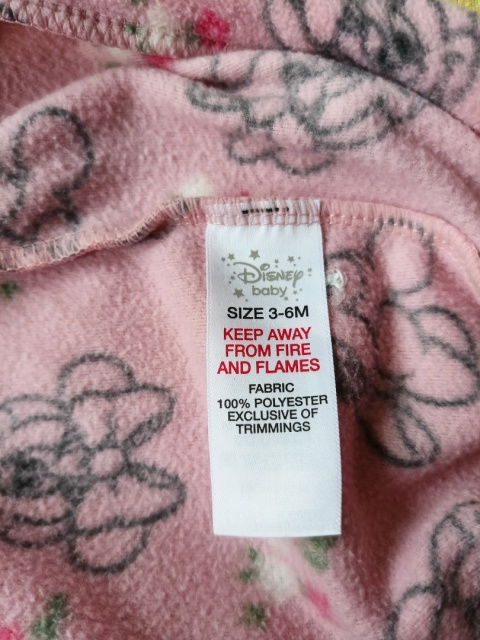 Disney
baby
SIZE 3-6M
KEEP AWAY
FROM FIRE
AND FLAMES
FABRIC
100% POLYESTER
EXCLUSIVE OF
TRIMMINGS